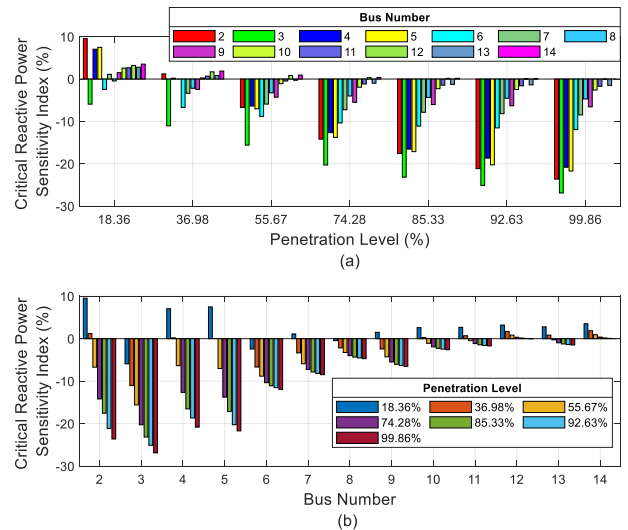 Bus Number
2 3 4 5 6 7 8
9 10 11 12 13 14
Critical Reactive Power
Sensitivity Index (%)
10
0
-10
-20
-30
18.36 36.98 55.67 74.28 85.33 92.63 99.86
Penetration Level (%)
(a)
Critical Reactive Power
Sensitivity Index (%)
10
0
-10
-20
-30
Penetration Level
18.36% 36.98% 55.67%
74.28% 85.33% 92.63%
99.86%
2 3 4 5 6 7 8 9 10 11 12 13 14
Bus Number
(b)